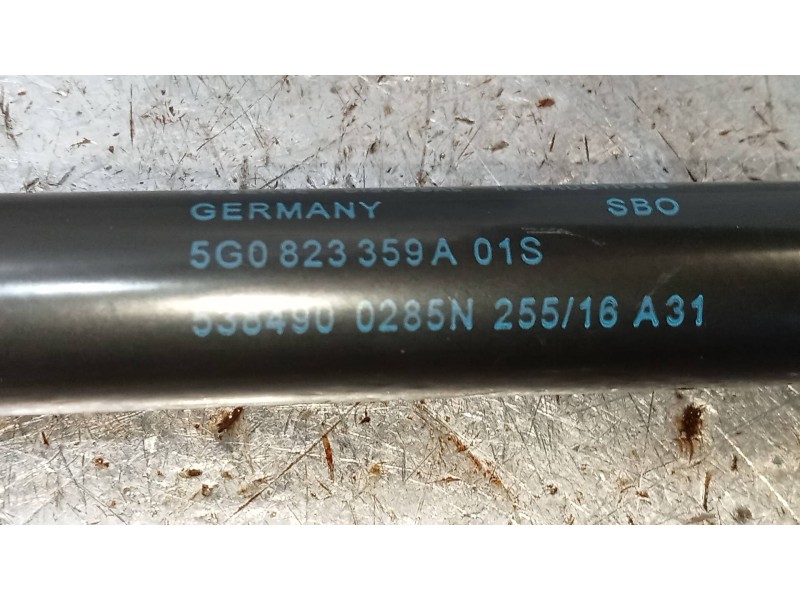 GERMANY SBO
5G0 823 359A 01S
538490 0285N 255/16 A31